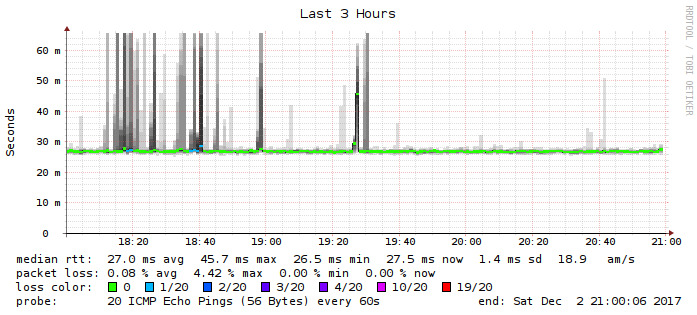 Last 3 Hours
RRDTOOL / TOBI OETIKER
Seconds
60 m
50 m
40 m
30 m
20 m
10 m
0
18:20 18:40 19:00 19:20 19:40 20:00 20:20 20:40 21:00
median rtt: 27.0 ms avg 45.7 ms max 26.5 ms min 27.5 ms now 1.4 ms sd 18.9 am/s
packet loss: 0.08 % avg 4.42 % max 0.00 % min 0.00 % now
loss color: 0 1/20 2/20 3/20 4/20 10/20 19/20
probe: 20 ICMP Echo Pings (56 Bytes) every 60s end: Sat Dec 2 21:00:06 2017